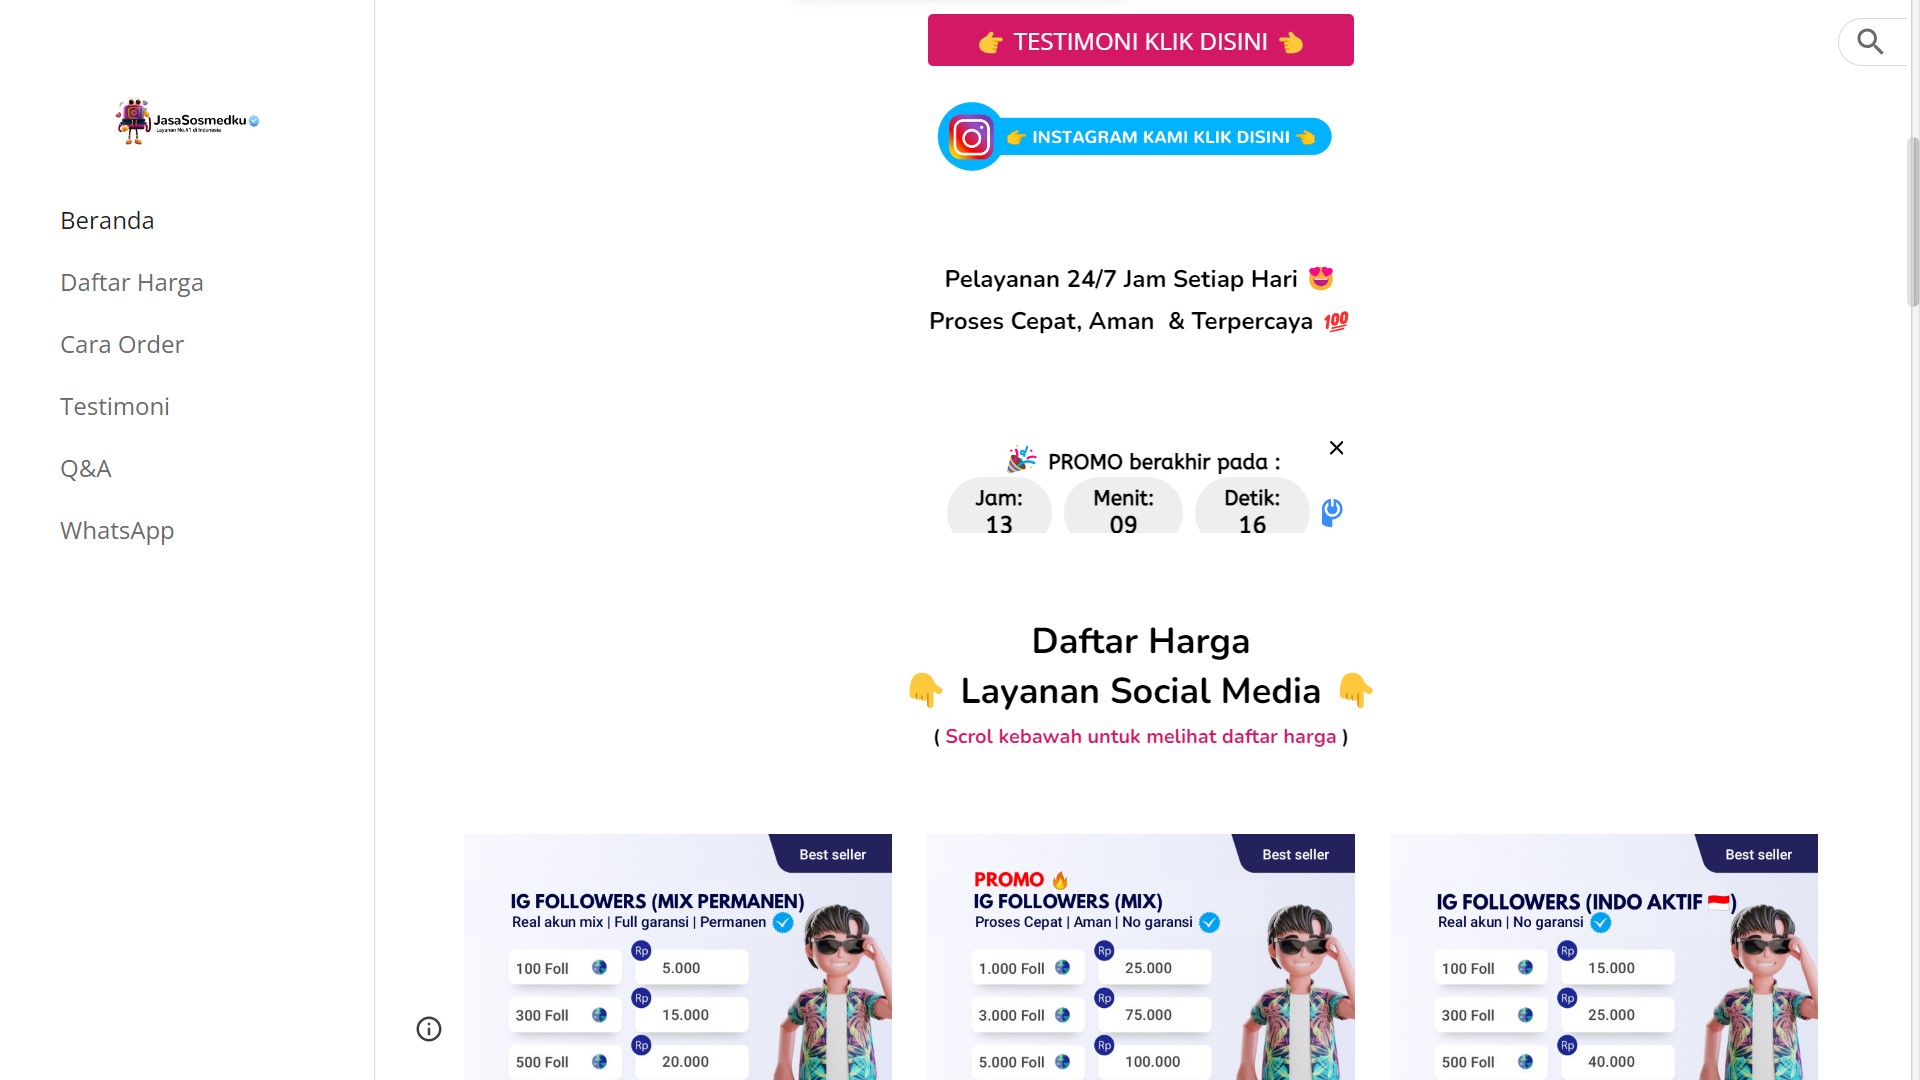 JasaSosmedku
Layanan No.#1 di Indonesia
Beranda
Daftar Harga
Cara Order
Testimoni
Q&A
WhatsApp
👉 TESTIMONI KLIK DISINI 👈
👉 INSTAGRAM KAMI KLIK DISINI 👈
Pelayanan 24/7 Jam Setiap Hari 😍
Proses Cepat, Aman & Terpercaya 💯
🎉 PROMO berakhir pada :
Jam:
13
Menit:
09
Detik:
16
Daftar Harga
👇 Layanan Social Media 👇
( Scrol kebawah untuk melihat daftar harga )
Best seller
IG FOLLOWERS (MIX PERMANEN)
Real akun mix | Full garansi | Permanen
100 Foll Rp 5.000
300 Foll Rp 15.000
500 Foll Rp 20.000
Best seller
PROMO 🔥
IG FOLLOWERS (MIX)
Proses Cepat | Aman | No garansi
1.000 Foll Rp 25.000
3.000 Foll Rp 75.000
5.000 Foll Rp 100.000
Best seller
IG FOLLOWERS (INDO AKTIF 🇮🇩)
Real akun | No garansi
100 Foll Rp 15.000
300 Foll Rp 25.000
500 Foll Rp 40.000